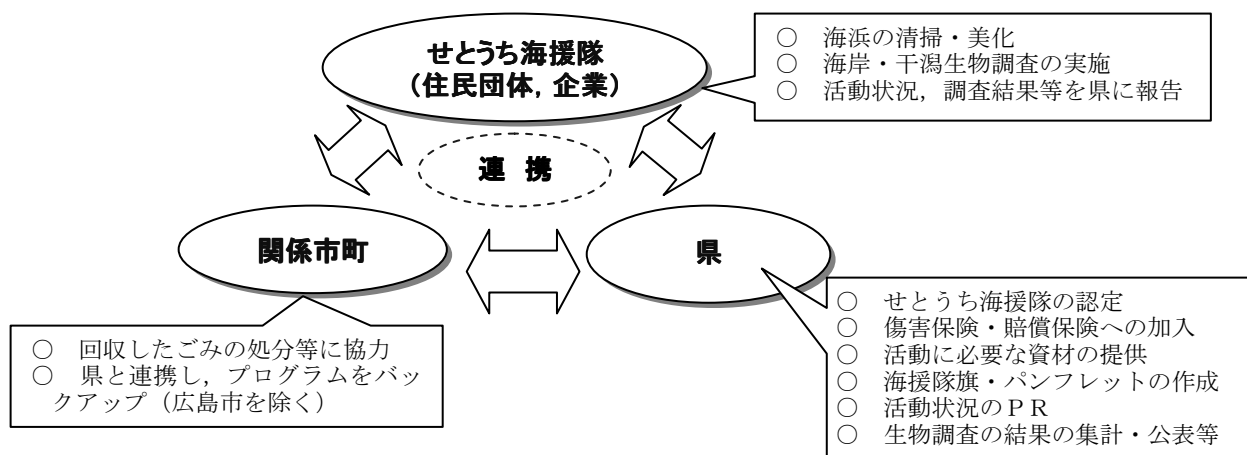 せとうち海援隊
（住民団体，企業）
○　海浜の清掃・美化
○　海岸・干潟生物調査の実施
○　活動状況，調査結果等を県に報告
連 携
関係市町
県
○　回収したごみの処分等に協力
○　県と連携し，プログラムをバッ
クアップ（広島市を除く）
○　せとうち海援隊の認定
○　傷害保険・賠償保険への加入
○　活動に必要な資材の提供
○　海援隊旗・パンフレットの作成
○　活動状況のＰＲ
○　生物調査の結果の集計・公表等